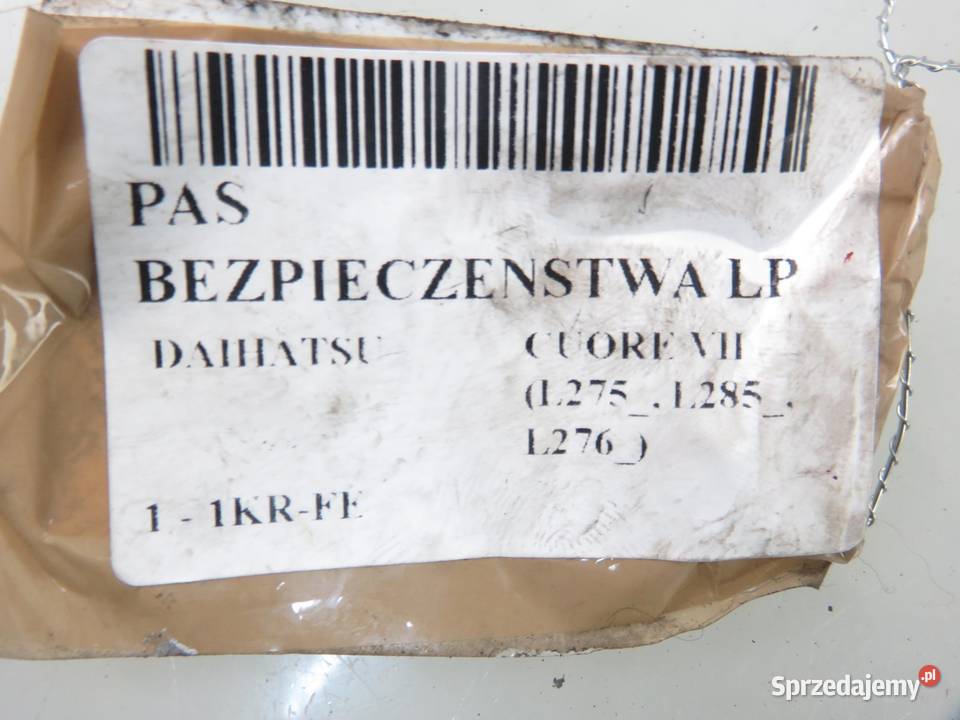 PAS
BEZPIECZENSTWA LP
DAIHATSU CUORE VII
(L275_, L285_,
L276_)
1 - 1KR-FE
Sprzedajemy.pl